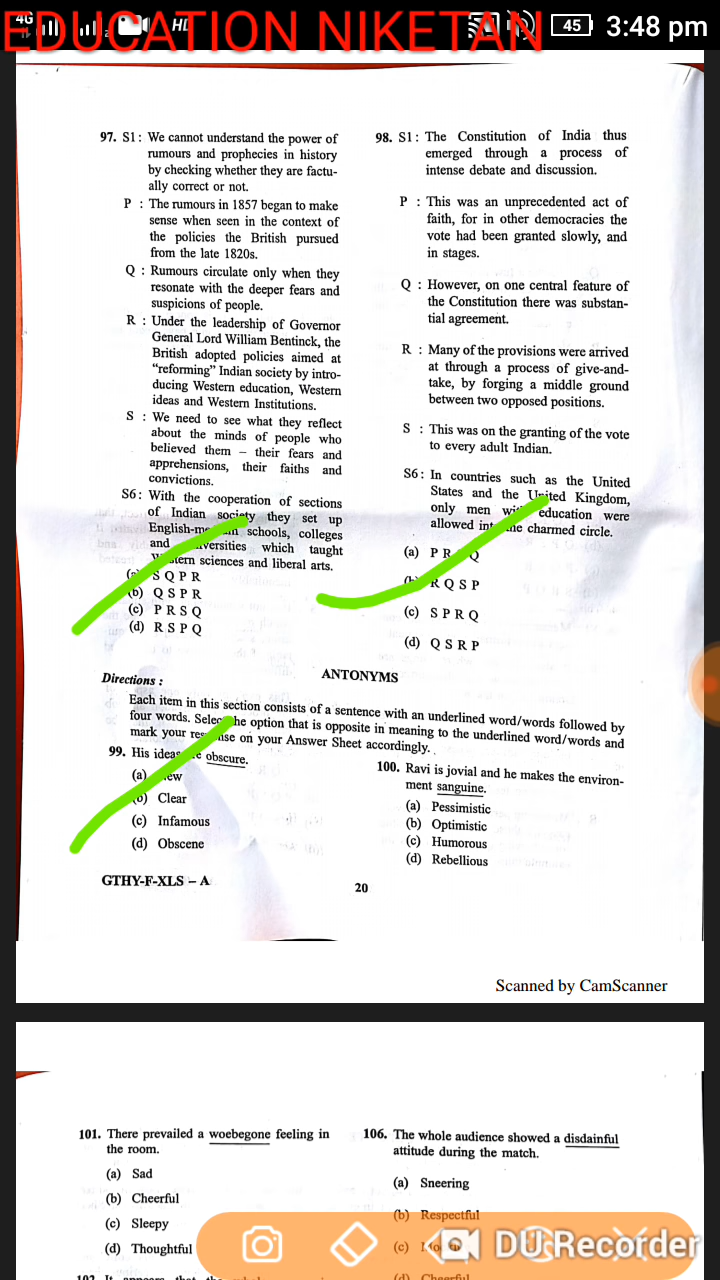 4G
HD
EDUCATION NIKETAN
45
3:48 pm
97. S1: We cannot understand the power of
rumours and prophecies in history
by checking whether they are factu-
ally correct or not.
P : The rumours in 1857 began to make
sense when seen in the context of
the policies the British pursued
from the late 1820s.
Q : Rumours circulate only when they
resonate with the deeper fears and
suspicions of people.
R : Under the leadership of Governor
General Lord William Bentinck, the
British adopted policies aimed at
“reforming” Indian society by intro-
ducing Western education, Western
ideas and Western Institutions.
S : We need to see what they reflect
about the minds of people who
believed them – their fears and
apprehensions, their faiths and
convictions.
S6: With the cooperation of sections
of Indian society they set up
schools, colleges
and which taught
sciences and liberal arts.
S Q P R
(b) Q S P R
(c) P R S Q
(d) R S P Q
98. S1: The Constitution of India thus
emerged through a process of
intense debate and discussion.
P : This was an unprecedented act of
faith, for in other democracies the
vote had been granted slowly, and
in stages.
Q : However, on one central feature of
the Constitution there was substan-
tial agreement.
R : Many of the provisions were arrived
at through a process of give-and-
take, by forging a middle ground
between two opposed positions.
S : This was on the granting of the vote
to every adult Indian.
S6: In countries such as the United
States and the United Kingdom,
only men education were
allowed charmed circle.
(a) P R Q
R Q S P
(c) S P R Q
(d) Q S R P
ANTONYMS
Directions :
Each item in this section consists of a sentence with an underlined word/words followed by
four words. Select the option that is opposite in meaning to the underlined word/words and
mark your on your Answer Sheet accordingly.
99. His ideas obscure.
(a)
(b) Clear
(c) Infamous
(d) Obscene
100. Ravi is jovial and he makes the environ-
ment sanguine.
(a) Pessimistic
(b) Optimistic
(c) Humorous
(d) Rebellious
GTHY-F-XLS – A
20
Scanned by CamScanner
101. There prevailed a woebegone feeling in
the room.
(a) Sad
(b) Cheerful
(c) Sleepy
(d) Thoughtful
106. The whole audience showed a disdainful
attitude during the match.
(a) Sneering
(b) Respectful
(c)
(d) Cheerful
DU Recorder
102. It appears that the